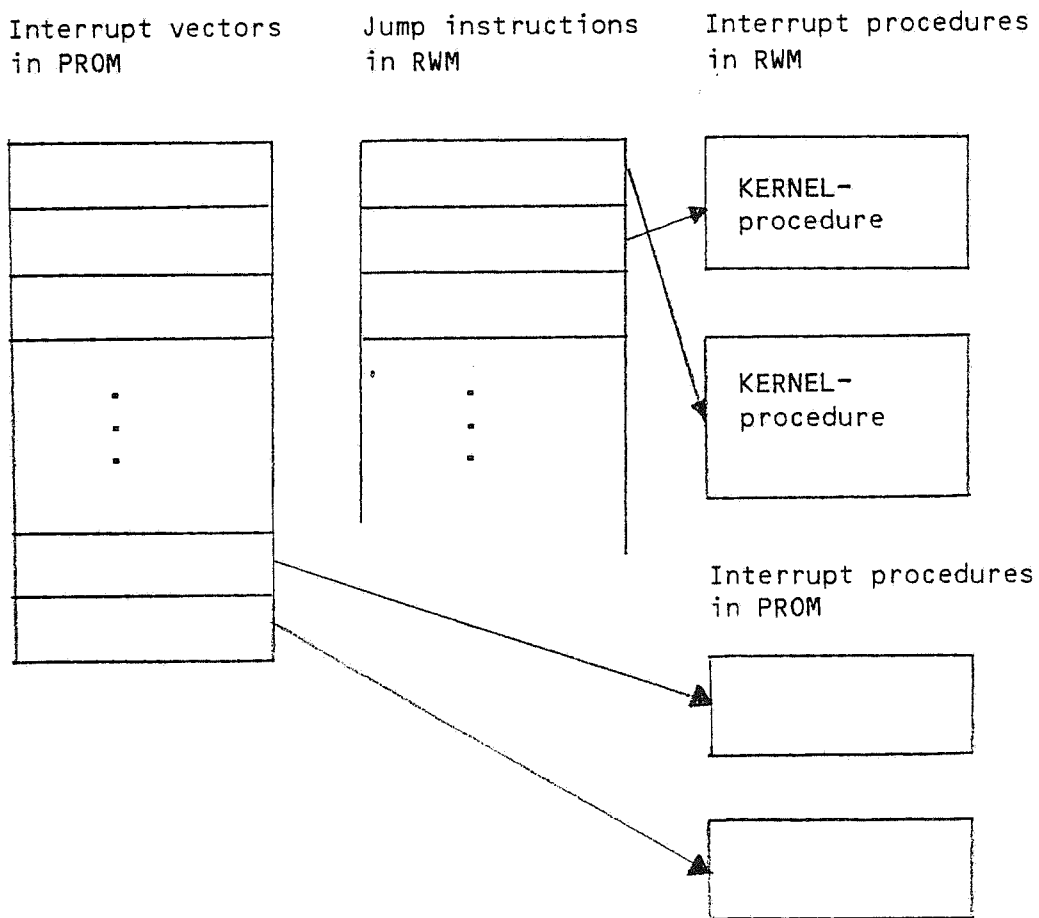 Interrupt vectors
in PROM
Jump instructions
in RWM
Interrupt procedures
in RWM
KERNEL-
procedure
KERNEL-
procedure
Interrupt procedures
in PROM